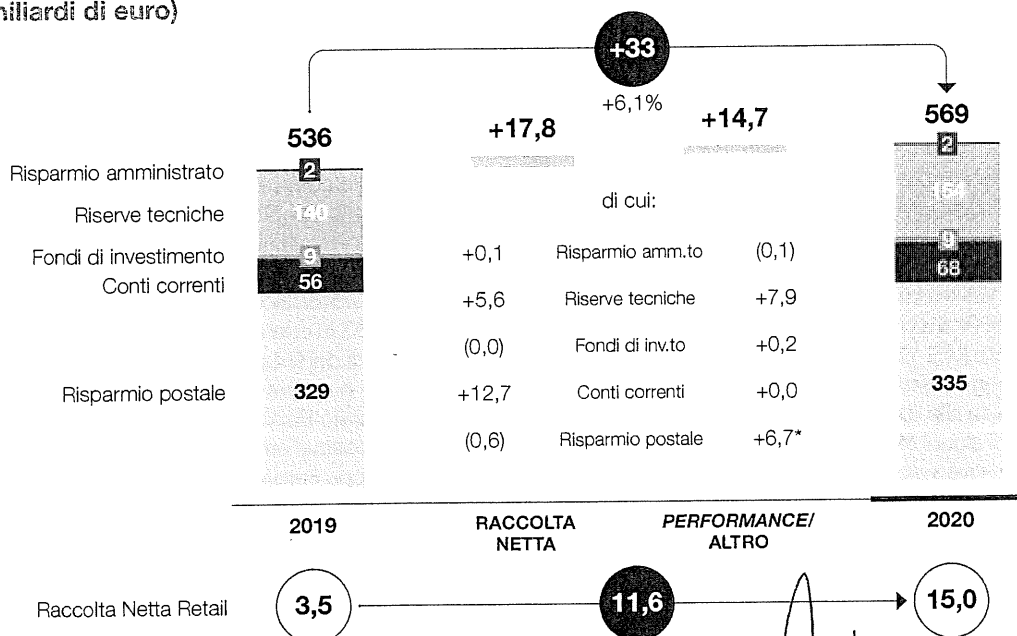 miliardi di euro)
+33
+6,1%
536
+17,8
+14,7
569
Risparmio amministrato
2
2
Riserve tecniche
140
154
di cui:
Fondi di investimento
9
9
+0,1 Risparmio amm.to (0,1)
Conti correnti
56
68
+5,6 Riserve tecniche +7,9
(0,0) Fondi di inv.to +0,2
Risparmio postale
329
335
+12,7 Conti correnti +0,0
(0,6) Risparmio postale +6,7*
2019
RACCOLTA
NETTA
PERFORMANCE/
ALTRO
2020
Raccolta Netta Retail
3,5
11,6
15,0